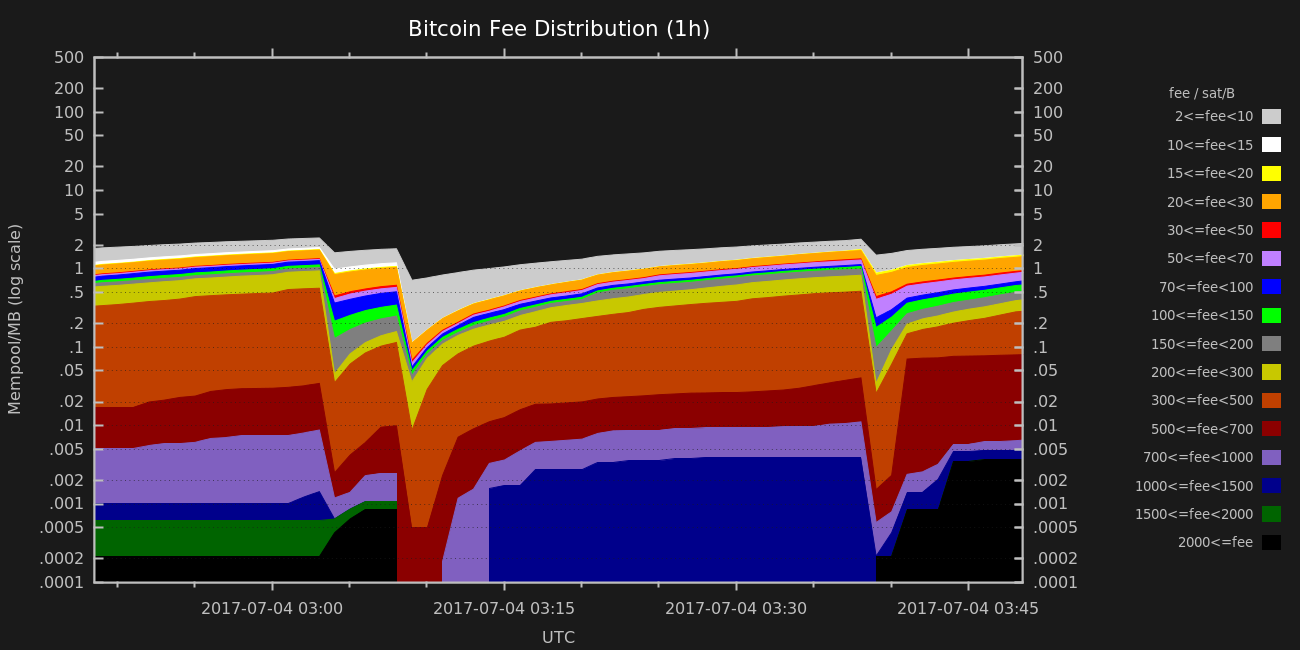 Bitcoin Fee Distribution (1h)
500
200
100
50
20
10
5
2
1
.5
.2
.1
.05
.02
.01
.005
.002
.001
.0005
.0002
.0001
Mempool/MB (log scale)
500
200
100
50
20
10
5
2
1
.5
.2
.1
.05
.02
.01
.005
.002
.001
.0005
.0002
.0001
2017-07-04 03:00
2017-07-04 03:15
2017-07-04 03:30
2017-07-04 03:45
UTC
fee / sat/B
2<=fee<10
10<=fee<15
15<=fee<20
20<=fee<30
30<=fee<50
50<=fee<70
70<=fee<100
100<=fee<150
150<=fee<200
200<=fee<300
300<=fee<500
500<=fee<700
700<=fee<1000
1000<=fee<1500
1500<=fee<2000
2000<=fee